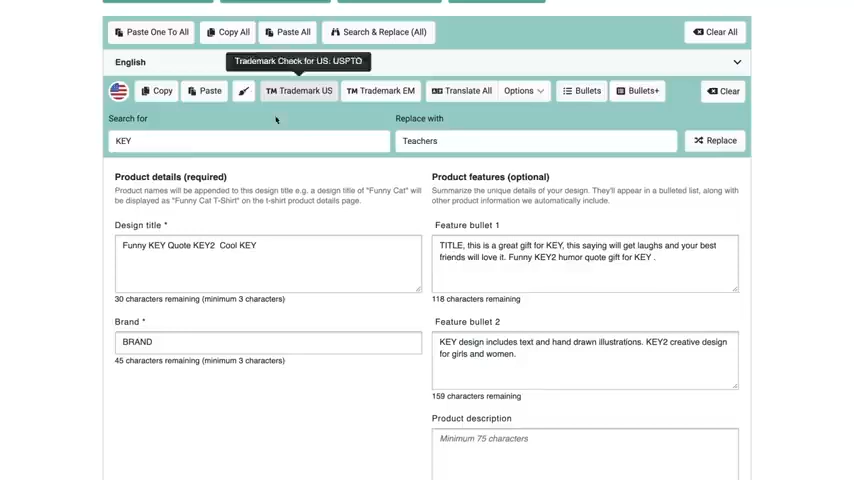 Paste One To All
Copy All
Paste All
Search & Replace (All)
Clear All
English
Trademark Check for US: USPTO
Copy
Paste
TM Trademark US
TM Trademark EM
Translate All
Options
Bullets
Bullets+
Clear
Search for
Replace with
KEY
Teachers
Replace
Product details (required)
Product names will be appended to this design title e.g. a design title of "Funny Cat" will
be displayed as "Funny Cat T-Shirt" on the t-shirt product details page.
Design title *
Funny KEY Quote KEY2  Cool KEY
30 characters remaining (minimum 3 characters)
Brand *
BRAND
45 characters remaining (minimum 3 characters)
Product features (optional)
Summarize the unique details of your design. They'll appear in a bulleted list, along with
other product information we automatically include.
Feature bullet 1
TITLE, this is a great gift for KEY, this saying will get laughs and your best
friends will love it. Funny KEY2 humor quote gift for KEY .
118 characters remaining
Feature bullet 2
KEY design includes text and hand drawn illustrations. KEY2 creative design
for girls and women.
159 characters remaining
Product description
Minimum 75 characters